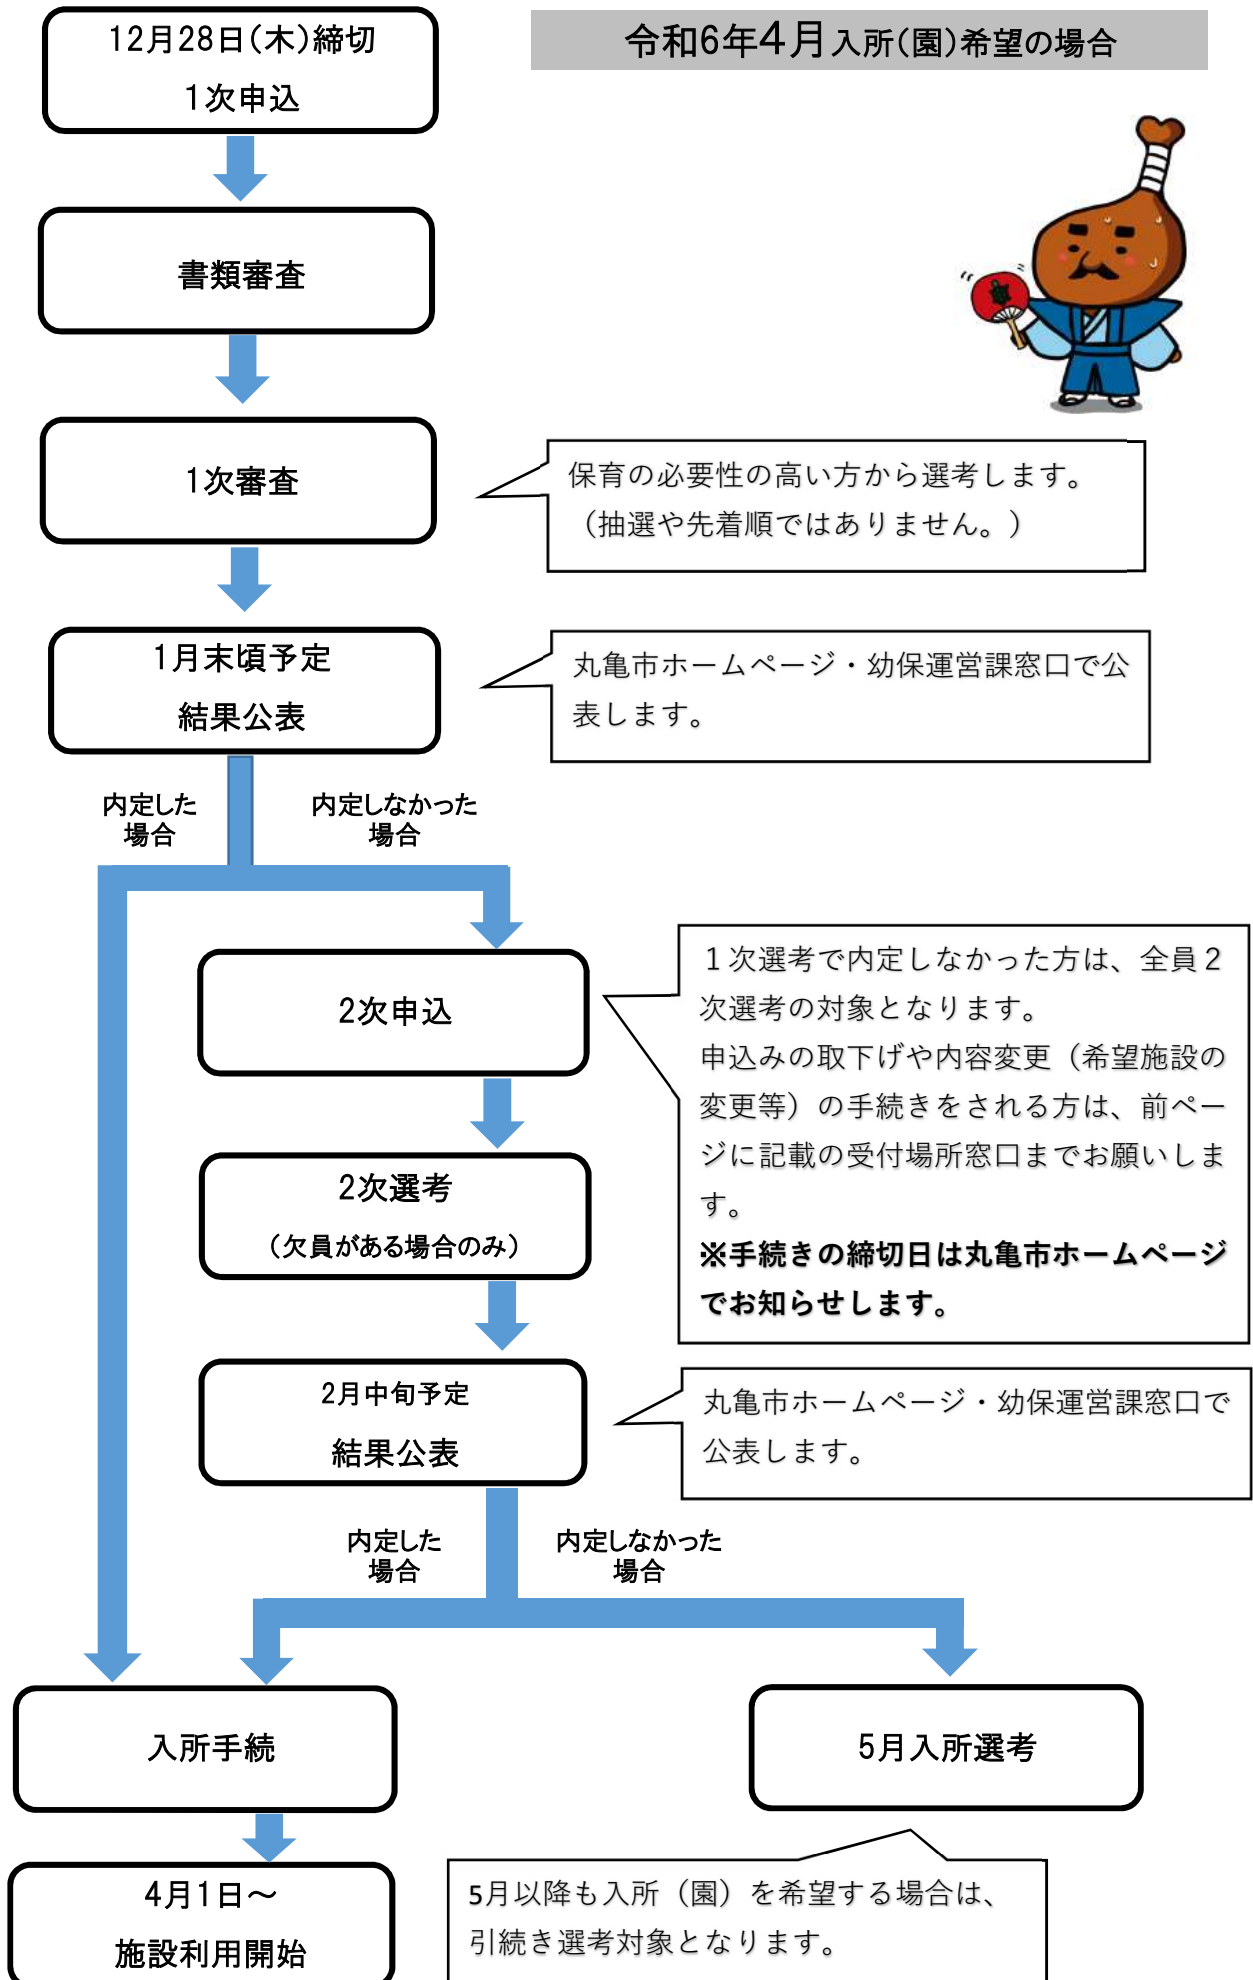 令和6年4月入所(園)希望の場合
12月28日(木)締切
1次申込
書類審査
1次審査
保育の必要性の高い方から選考します。
（抽選や先着順ではありません。）
1月末頃予定
結果公表
丸亀市ホームページ・幼保運営課窓口で公
表します。
内定した
場合
内定しなかった
場合
2次申込
１次選考で内定しなかった方は、全員２
次選考の対象となります。
申込みの取下げや内容変更（希望施設の
変更等）の手続きをされる方は、前ペー
ジに記載の受付場所窓口までお願いしま
す。
※手続きの締切日は丸亀市ホームページ
でお知らせします。
2次選考
(欠員がある場合のみ)
2月中旬予定
結果公表
丸亀市ホームページ・幼保運営課窓口で
公表します。
内定した
場合
内定しなかった
場合
入所手続
5月入所選考
4月1日～
施設利用開始
5月以降も入所（園）を希望する場合は、
引続き選考対象となります。